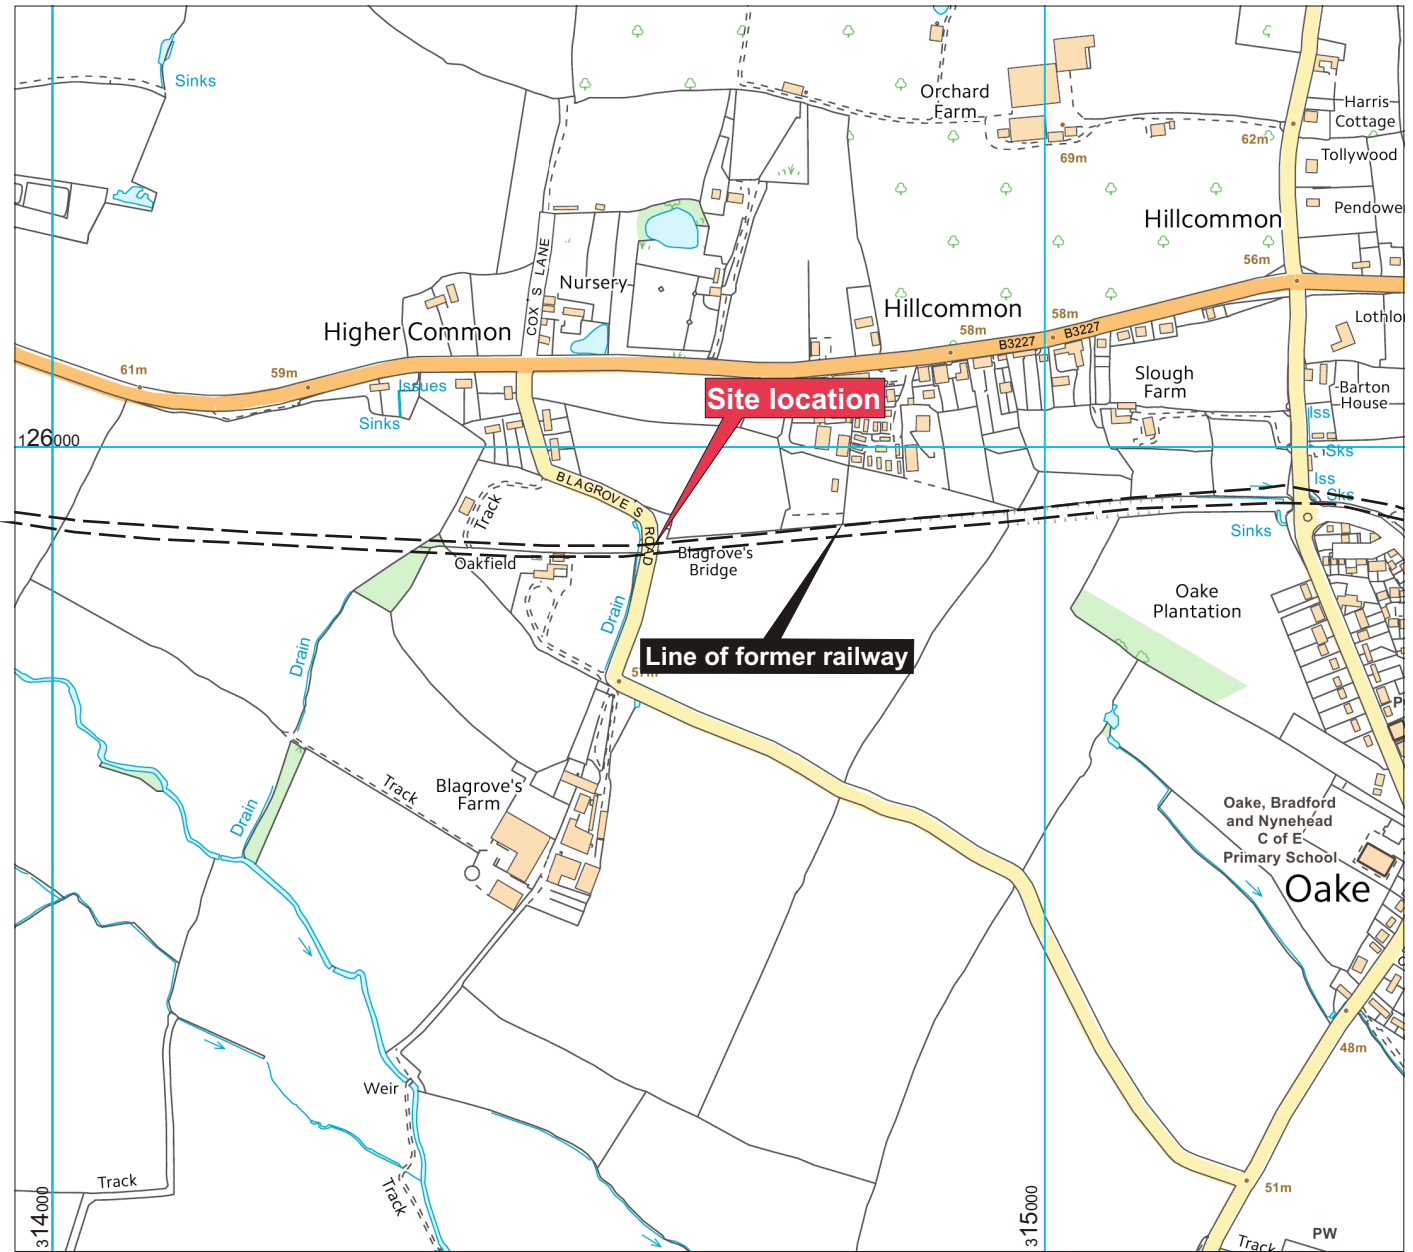 Sinks
Orchard
Farm
Harris
Cottage
62m
69m
Tollywood
Pendowe
Hillcommon
56m
COX'S LANE
Nursery
Hillcommon
58m
58m
B3227
B3227
Lothlo
Higher Common
61m
59m
Issues
Sinks
Site location
Slough
Farm
Barton
House
Iss
Sks
126000
Iss
Sks
BLAGROVE'S
ROAD
Track
Sinks
Oakfield
Blagrove's
Bridge
Oake
Plantation
Drain
Drain
Line of former railway
57m
P
Track
Blagrove's
Farm
Drain
Oake, Bradford
and Nynehead
C of E
Primary School
Oake
48m
Weir
Track
Track
51m
314000
315000
PW
Track